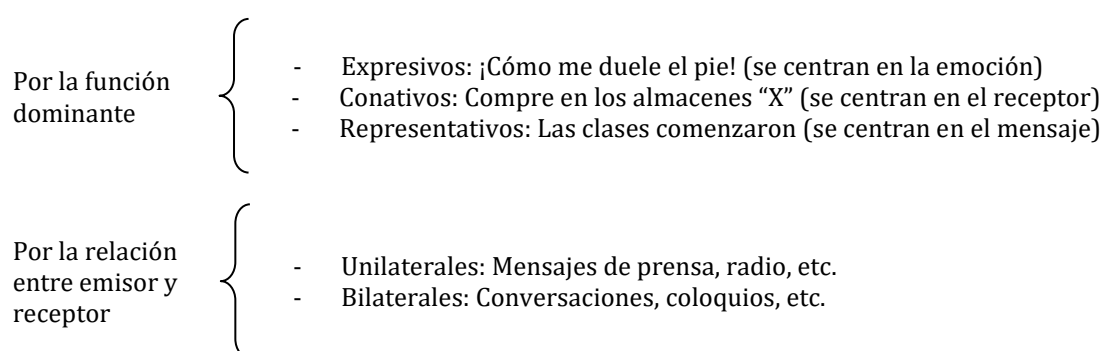 Por la función
dominante
- Expresivos: ¡Cómo me duele el pie! (se centran en la emoción)
- Conativos: Compre en los almacenes “X” (se centran en el receptor)
- Representativos: Las clases comenzaron (se centran en el mensaje)
Por la relación
entre emisor y
receptor
- Unilaterales: Mensajes de prensa, radio, etc.
- Bilaterales: Conversaciones, coloquios, etc.